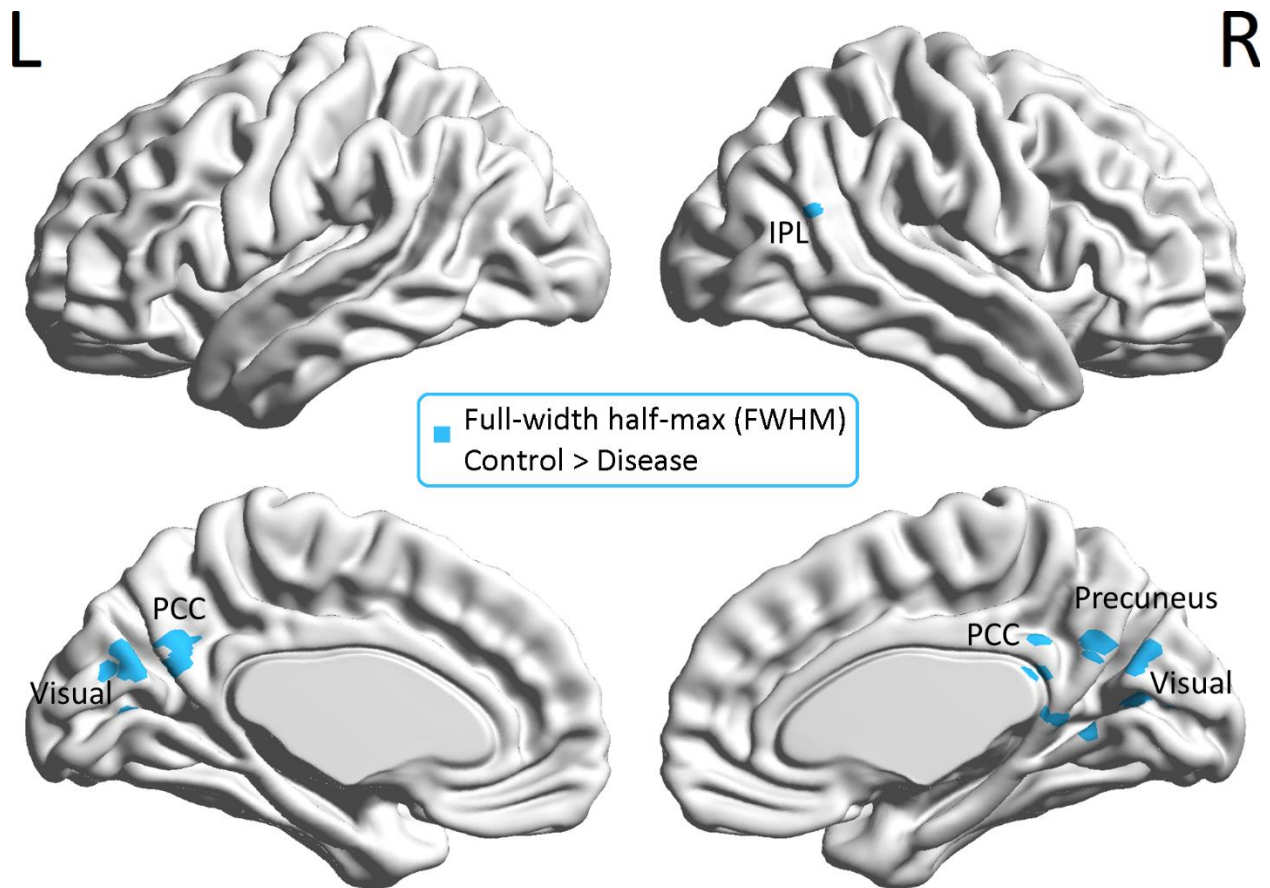 L
R
IPL
Full-width half-max (FWHM)
Control > Disease
PCC
Visual
Precuneus
PCC
Visual